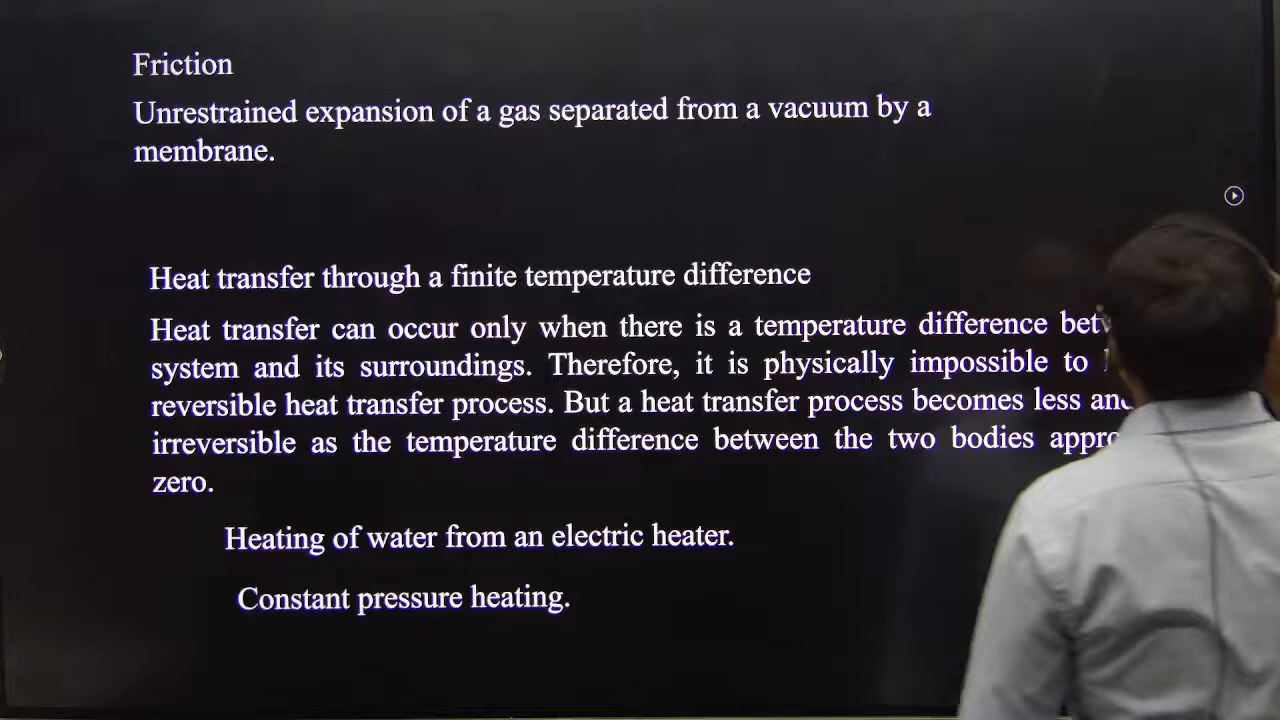 Friction
Unrestrained expansion of a gas separated from a vacuum by a
membrane.
Heat transfer through a finite temperature difference
Heat transfer can occur only when there is a temperature difference
system and its surroundings. Therefore, it is physically impossible to
reversible heat transfer process. But a heat transfer process becomes less
irreversible as the temperature difference between the two bodies
zero.
Heating of water from an electric heater.
Constant pressure heating.